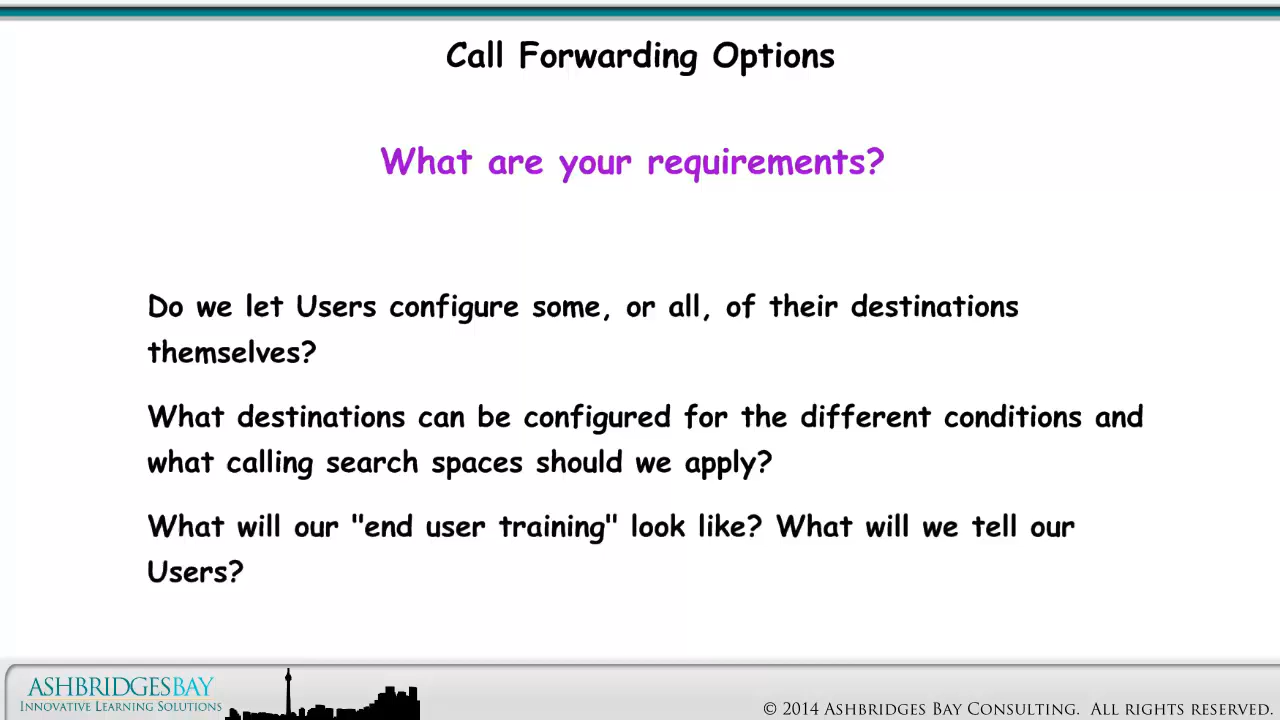 Call Forwarding Options
What are your requirements?
Do we let Users configure some, or all, of their destinations
themselves?
What destinations can be configured for the different conditions and
what calling search spaces should we apply?
What will our "end user training" look like? What will we tell our
Users?
ASHBRIDGESBAY
INNOVATIVE LEARNING SOLUTIONS
© 2014 ASHBRIDGES BAY CONSULTING. ALL RIGHTS RESERVED.